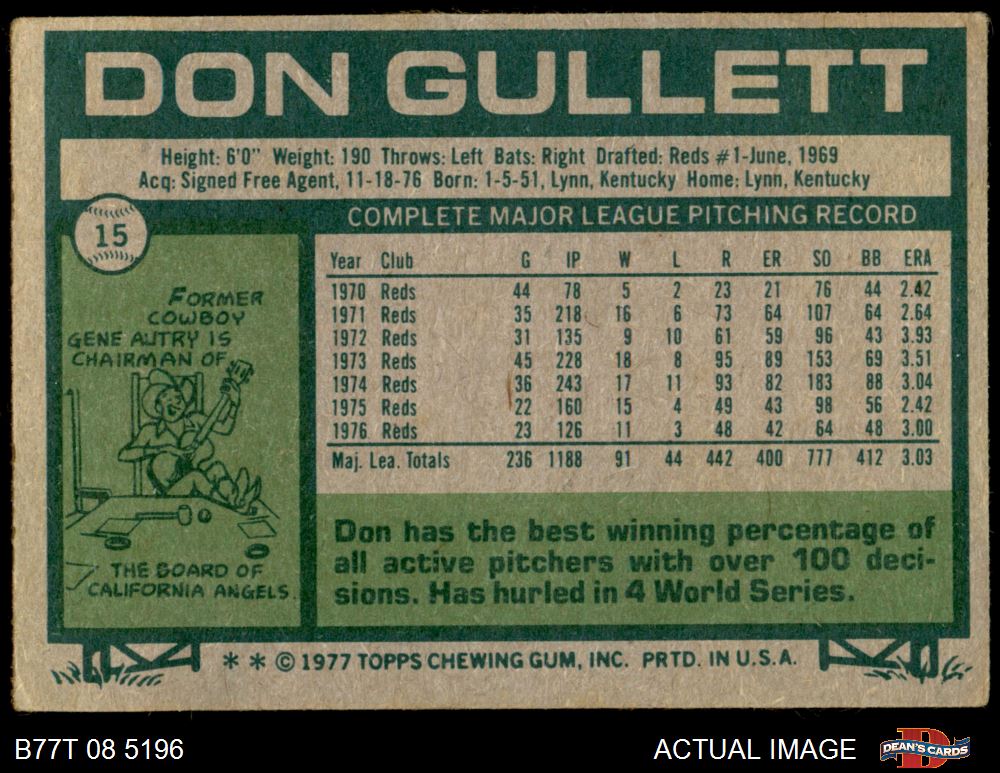 DON GULLETT
Height: 6'0" Weight: 190 Throws: Left Bats: Right Drafted: Reds #1-June, 1969
Acq: Signed Free Agent, 11-18-76 Born: 1-5-51, Lynn, Kentucky Home: Lynn, Kentucky
15
FORMER
COWBOY
GENE AUTRY IS
CHAIRMAN OF
THE BOARD OF
CALIFORNIA ANGELS.
COMPLETE MAJOR LEAGUE PITCHING RECORD
Year Club G IP W L R ER SO BB ERA
1970 Reds 44 78 5 2 23 21 76 44 2.42
1971 Reds 35 218 16 6 73 64 107 64 2.64
1972 Reds 31 135 9 10 61 59 96 43 3.93
1973 Reds 45 228 18 8 95 89 153 69 3.51
1974 Reds 36 243 17 11 93 82 183 88 3.04
1975 Reds 22 160 15 4 49 43 98 56 2.42
1976 Reds 23 126 11 3 48 42 64 48 3.00
Maj. Lea. Totals 236 1188 91 44 442 400 777 412 3.03
Don has the best winning percentage of
all active pitchers with over 100 deci-
sions. Has hurled in 4 World Series.
* * © 1977 TOPPS CHEWING GUM, INC. PRTD. IN U.S.A.
B77T 08 5196
ACTUAL IMAGE
DEAN'S CARDS